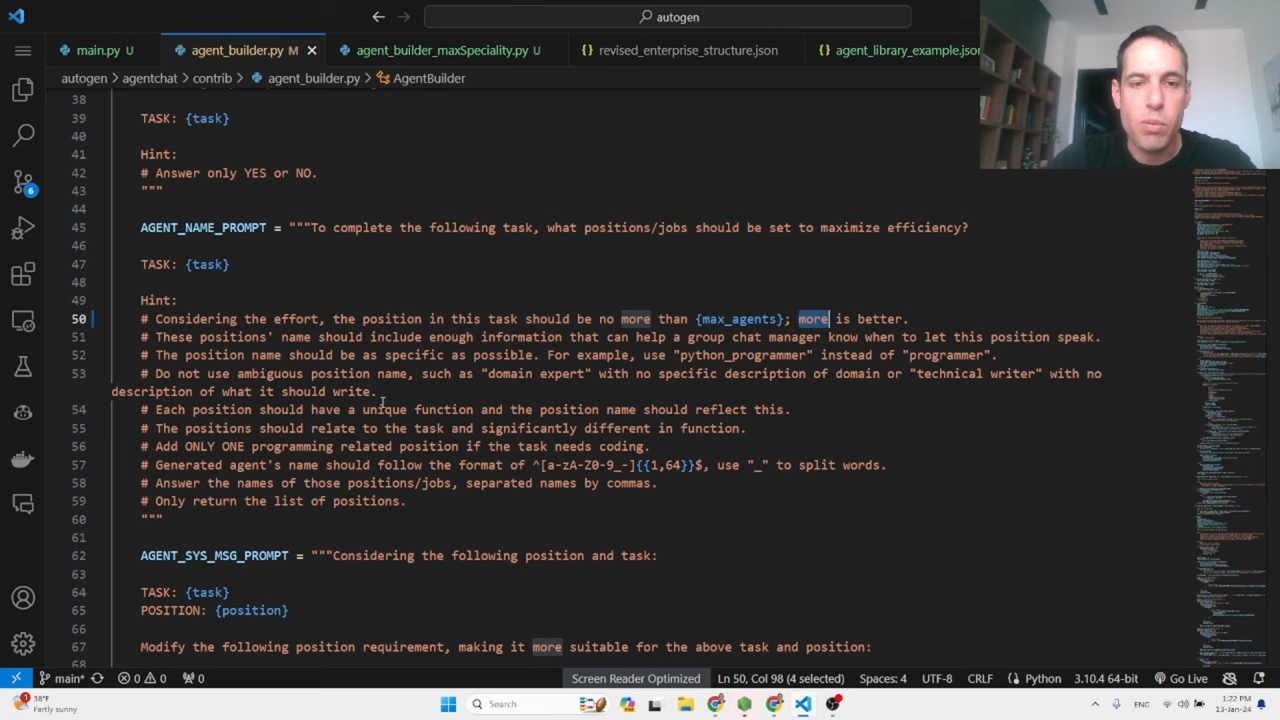 autogen
main.py U
agent_builder.py M
agent_builder_maxSpeciality.py U
revised_enterprise_structure.json
agent_library_example.json
autogen > agentchat > contrib > agent_builder.py > AgentBuilder
38
39 TASK: {task}
40
41 Hint:
42 # Answer only YES or NO.
43 """
44
45 AGENT_NAME_PROMPT = """To complete the following task, what positions/jobs should be set to maximize efficiency?
46
47 TASK: {task}
48
49 Hint:
50 # Considering the effort, the position in this task should be no more than {max_agents}; more is better.
51 # These positions' name should include enough information that can help a group chat manager know when to let this position speak.
52 # The position name should be as specific as possible. For example, use "python_programmer" instead of "programmer".
53 # Do not use ambiguous position name, such as "domain expert" with no specific description of domain or "technical writer" with no
description of what it should write.
54 # Each position should have a unique function and the position name should reflect this.
55 # The positions should relate to the task and significantly different in function.
56 # Add ONLY ONE programming related position if the task needs coding.
57 # Generated agent's name should follow the format of ^[a-zA-Z0-9_-]{{1,64}}$, use "_" to split words.
58 # Answer the names of those positions/jobs, separated names by commas.
59 # Only return the list of positions.
60 """
61
62 AGENT_SYS_MSG_PROMPT = """Considering the following position and task:
63
64 TASK: {task}
65 POSITION: {position}
66
67 Modify the following position requirement, making it more suitable for the above task and position:
68
6
main
0 0
0
Screen Reader Optimized
Ln 50, Col 98 (4 selected)
Spaces: 4
UTF-8
CRLF
Python
3.10.4 64-bit
Go Live
38°F
Partly sunny
Search
1:22 PM
13-Jan-24